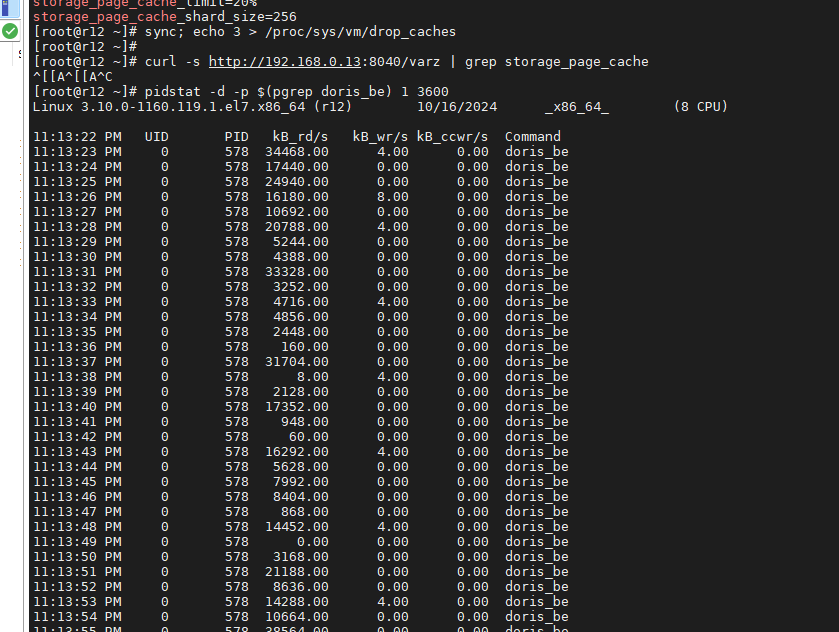 storage_page_cache_limit=20%
storage_page_cache_shard_size=256
[root@r12 ~]# sync; echo 3 > /proc/sys/vm/drop_caches
[root@r12 ~]#
[root@r12 ~]# curl -s http://192.168.0.13:8040/varz | grep storage_page_cache
^[[A^[[A^C
[root@r12 ~]# pidstat -d -p $(pgrep doris_be) 1 3600
Linux 3.10.0-1160.119.1.el7.x86_64 (r12) 10/16/2024 _x86_64_ (8 CPU)
11:13:22 PM UID PID kB_rd/s kB_wr/s kB_ccwr/s Command
11:13:23 PM 0 578 34468.00 4.00 0.00 doris_be
11:13:24 PM 0 578 17440.00 0.00 0.00 doris_be
11:13:25 PM 0 578 24940.00 0.00 0.00 doris_be
11:13:26 PM 0 578 16180.00 8.00 0.00 doris_be
11:13:27 PM 0 578 10692.00 0.00 0.00 doris_be
11:13:28 PM 0 578 20788.00 4.00 0.00 doris_be
11:13:29 PM 0 578 5244.00 0.00 0.00 doris_be
11:13:30 PM 0 578 4388.00 0.00 0.00 doris_be
11:13:31 PM 0 578 33328.00 0.00 0.00 doris_be
11:13:32 PM 0 578 3252.00 0.00 0.00 doris_be
11:13:33 PM 0 578 4716.00 4.00 0.00 doris_be
11:13:34 PM 0 578 4856.00 0.00 0.00 doris_be
11:13:35 PM 0 578 2448.00 0.00 0.00 doris_be
11:13:36 PM 0 578 160.00 0.00 0.00 doris_be
11:13:37 PM 0 578 31704.00 0.00 0.00 doris_be
11:13:38 PM 0 578 8.00 4.00 0.00 doris_be
11:13:39 PM 0 578 2128.00 0.00 0.00 doris_be
11:13:40 PM 0 578 17352.00 0.00 0.00 doris_be
11:13:41 PM 0 578 948.00 0.00 0.00 doris_be
11:13:42 PM 0 578 60.00 0.00 0.00 doris_be
11:13:43 PM 0 578 16292.00 4.00 0.00 doris_be
11:13:44 PM 0 578 5628.00 0.00 0.00 doris_be
11:13:45 PM 0 578 7992.00 0.00 0.00 doris_be
11:13:46 PM 0 578 8404.00 0.00 0.00 doris_be
11:13:47 PM 0 578 868.00 0.00 0.00 doris_be
11:13:48 PM 0 578 14452.00 4.00 0.00 doris_be
11:13:49 PM 0 578 0.00 0.00 0.00 doris_be
11:13:50 PM 0 578 3168.00 0.00 0.00 doris_be
11:13:51 PM 0 578 21188.00 0.00 0.00 doris_be
11:13:52 PM 0 578 8636.00 0.00 0.00 doris_be
11:13:53 PM 0 578 14288.00 4.00 0.00 doris_be
11:13:54 PM 0 578 10664.00 0.00 0.00 doris_be
11:13:55 PM 0 578 38564.00 0.00 0.00 doris_be